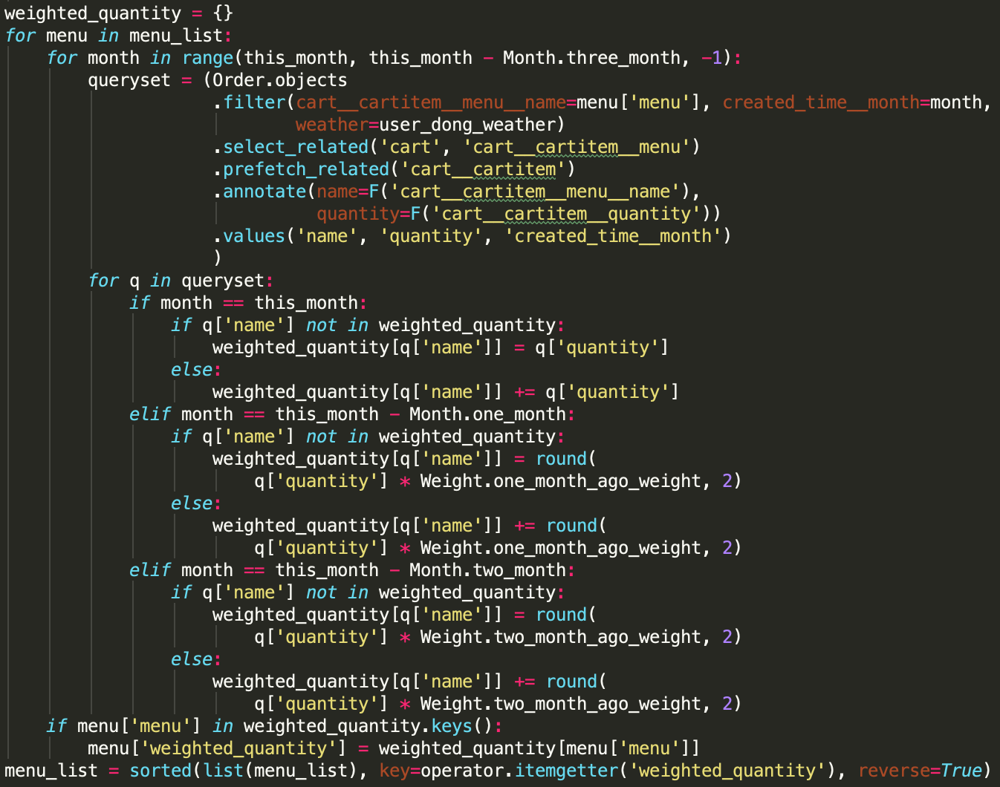 weighted_quantity = {}
for menu in menu_list:
    for month in range(this_month, this_month - Month.three_month, -1):
        queryset = (Order.objects
                    .filter(cart__cartitem__menu__name=menu['menu'], created_time__month=month,
                            weather=user_dong_weather)
                    .select_related('cart', 'cart__cartitem__menu')
                    .prefetch_related('cart__cartitem')
                    .annotate(name=F('cart__cartitem__menu__name'),
                              quantity=F('cart__cartitem__quantity'))
                    .values('name', 'quantity', 'created_time__month')
                    )
        for q in queryset:
            if month == this_month:
                if q['name'] not in weighted_quantity:
                    weighted_quantity[q['name']] = q['quantity']
                else:
                    weighted_quantity[q['name']] += q['quantity']
            elif month == this_month - Month.one_month:
                if q['name'] not in weighted_quantity:
                    weighted_quantity[q['name']] = round(
                        q['quantity'] * Weight.one_month_ago_weight, 2)
                else:
                    weighted_quantity[q['name']] += round(
                        q['quantity'] * Weight.one_month_ago_weight, 2)
            elif month == this_month - Month.two_month:
                if q['name'] not in weighted_quantity:
                    weighted_quantity[q['name']] = round(
                        q['quantity'] * Weight.two_month_ago_weight, 2)
                else:
                    weighted_quantity[q['name']] += round(
                        q['quantity'] * Weight.two_month_ago_weight, 2)
    if menu['menu'] in weighted_quantity.keys():
        menu['weighted_quantity'] = weighted_quantity[menu['menu']]
menu_list = sorted(list(menu_list), key=operator.itemgetter('weighted_quantity'), reverse=True)